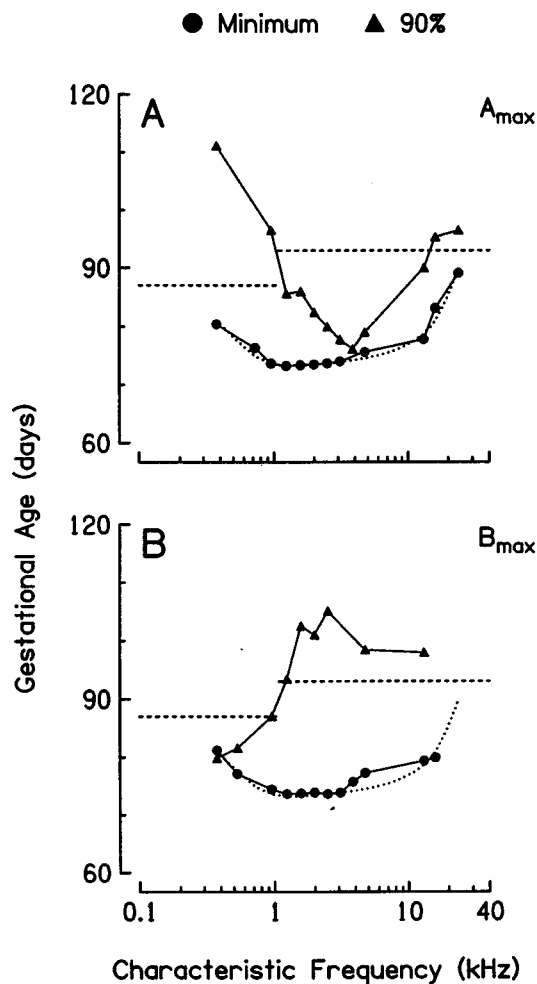 ● Minimum ▲ 90%
120
A
Amax
90
60
Gestational Age (days)
120
B
Bmax
90
60
0.1 1 10 40
Characteristic Frequency (kHz)